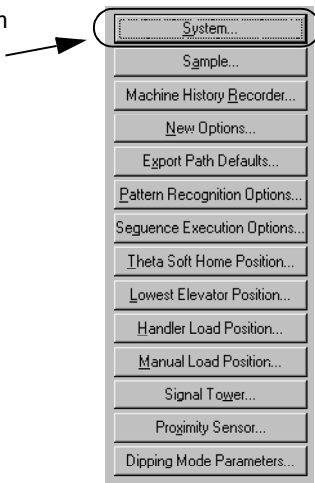 System...
Sample...
Machine History Recorder...
New Options...
Export Path Defaults...
Pattern Recognition Options...
Sequence Execution Options...
Theta Soft Home Position...
Lowest Elevator Position...
Handler Load Position...
Manual Load Position...
Signal Tower...
Proximity Sensor...
Dipping Mode Parameters...